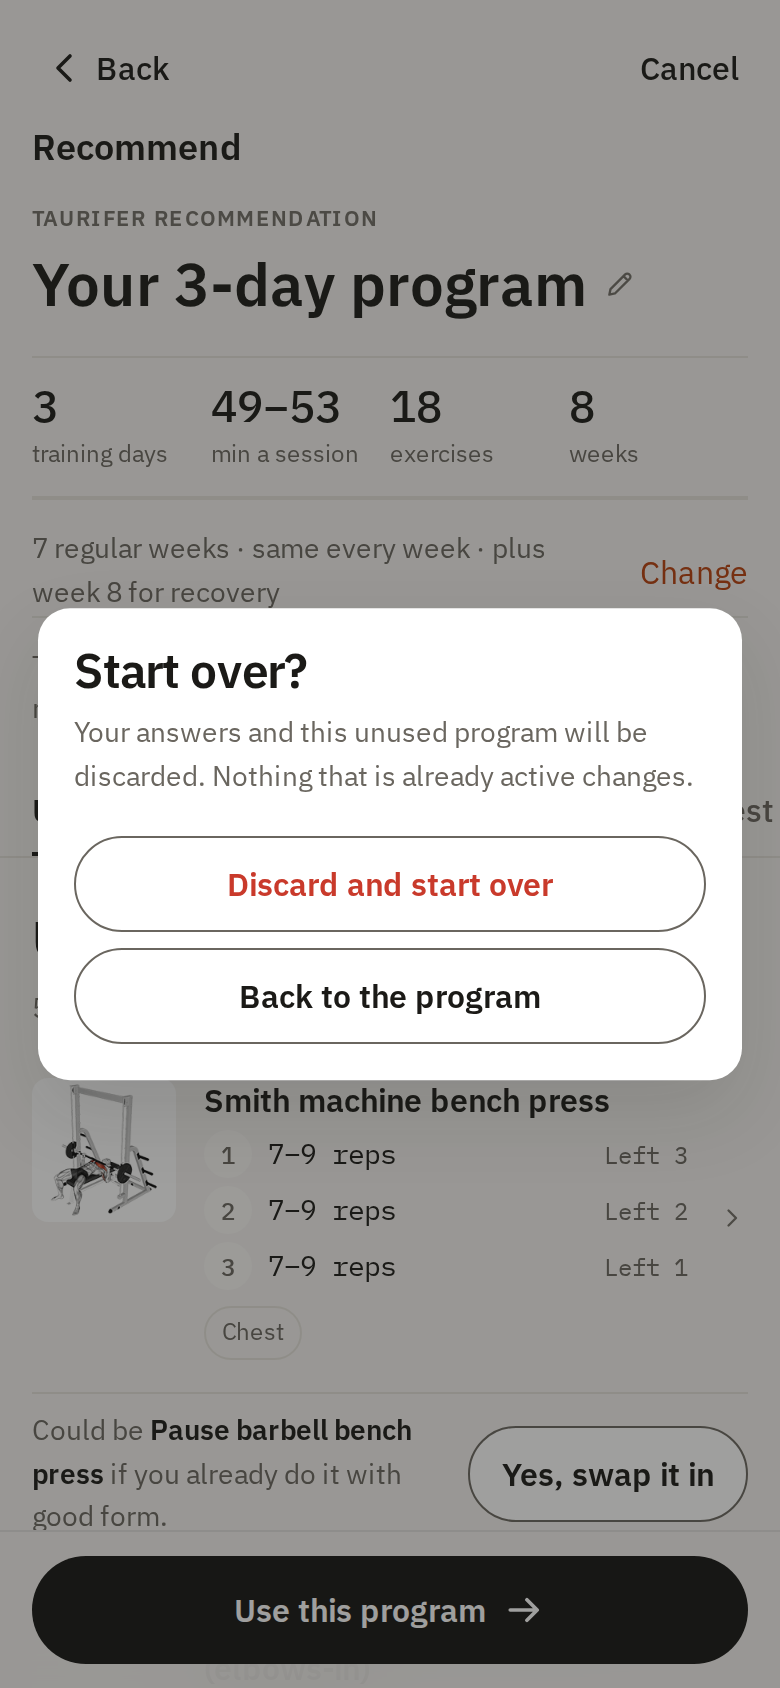 Back
Cancel
Recommend
TAURIFER RECOMMENDATION
Your 3-day program
3
training days
49–53
min a session
18
exercises
8
weeks
7 regular weeks · same every week · plus
week 8 for recovery
Change
Start over?
Your answers and this unused program will be
discarded. Nothing that is already active changes.
Discard and start over
Back to the program
est
Smith machine bench press
1 7–9 reps Left 3
2 7–9 reps Left 2
3 7–9 reps Left 1
Chest
Could be Pause barbell bench
press if you already do it with
good form.
Yes, swap it in
Use this program
(elbows-in)